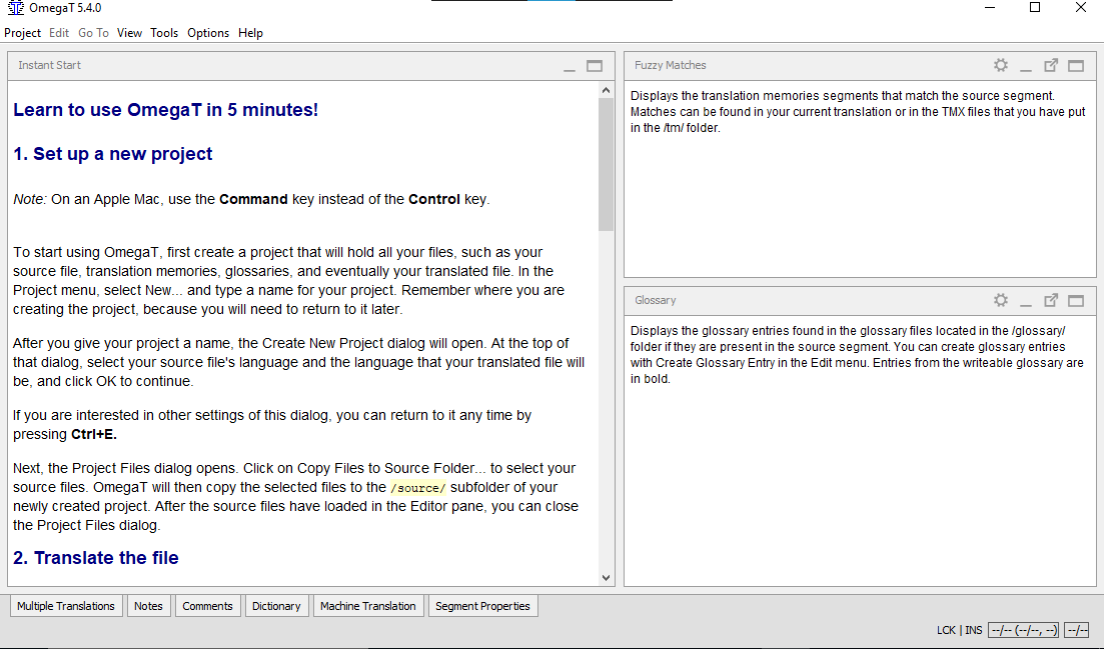 OmegaT 5.4.0
Project Edit Go To View Tools Options Help
Instant Start
Learn to use OmegaT in 5 minutes!
1. Set up a new project
Note: On an Apple Mac, use the Command key instead of the Control key.
To start using OmegaT, first create a project that will hold all your files, such as your
source file, translation memories, glossaries, and eventually your translated file. In the
Project menu, select New... and type a name for your project. Remember where you are
creating the project, because you will need to return to it later.
After you give your project a name, the Create New Project dialog will open. At the top of
that dialog, select your source file's language and the language that your translated file will
be, and click OK to continue.
If you are interested in other settings of this dialog, you can return to it any time by
pressing Ctrl+E.
Next, the Project Files dialog opens. Click on Copy Files to Source Folder... to select your
source files. OmegaT will then copy the selected files to the /source/ subfolder of your
newly created project. After the source files have loaded in the Editor pane, you can close
the Project Files dialog.
2. Translate the file
Fuzzy Matches
Displays the translation memories segments that match the source segment.
Matches can be found in your current translation or in the TMX files that you have put
in the /tm/ folder.
Glossary
Displays the glossary entries found in the glossary files located in the /glossary/
folder if they are present in the source segment. You can create glossary entries
with Create Glossary Entry in the Edit menu. Entries from the writeable glossary are
in bold.
Multiple Translations Notes Comments Dictionary Machine Translation Segment Properties
LCK | INS --/-- (--/--, --) --/--